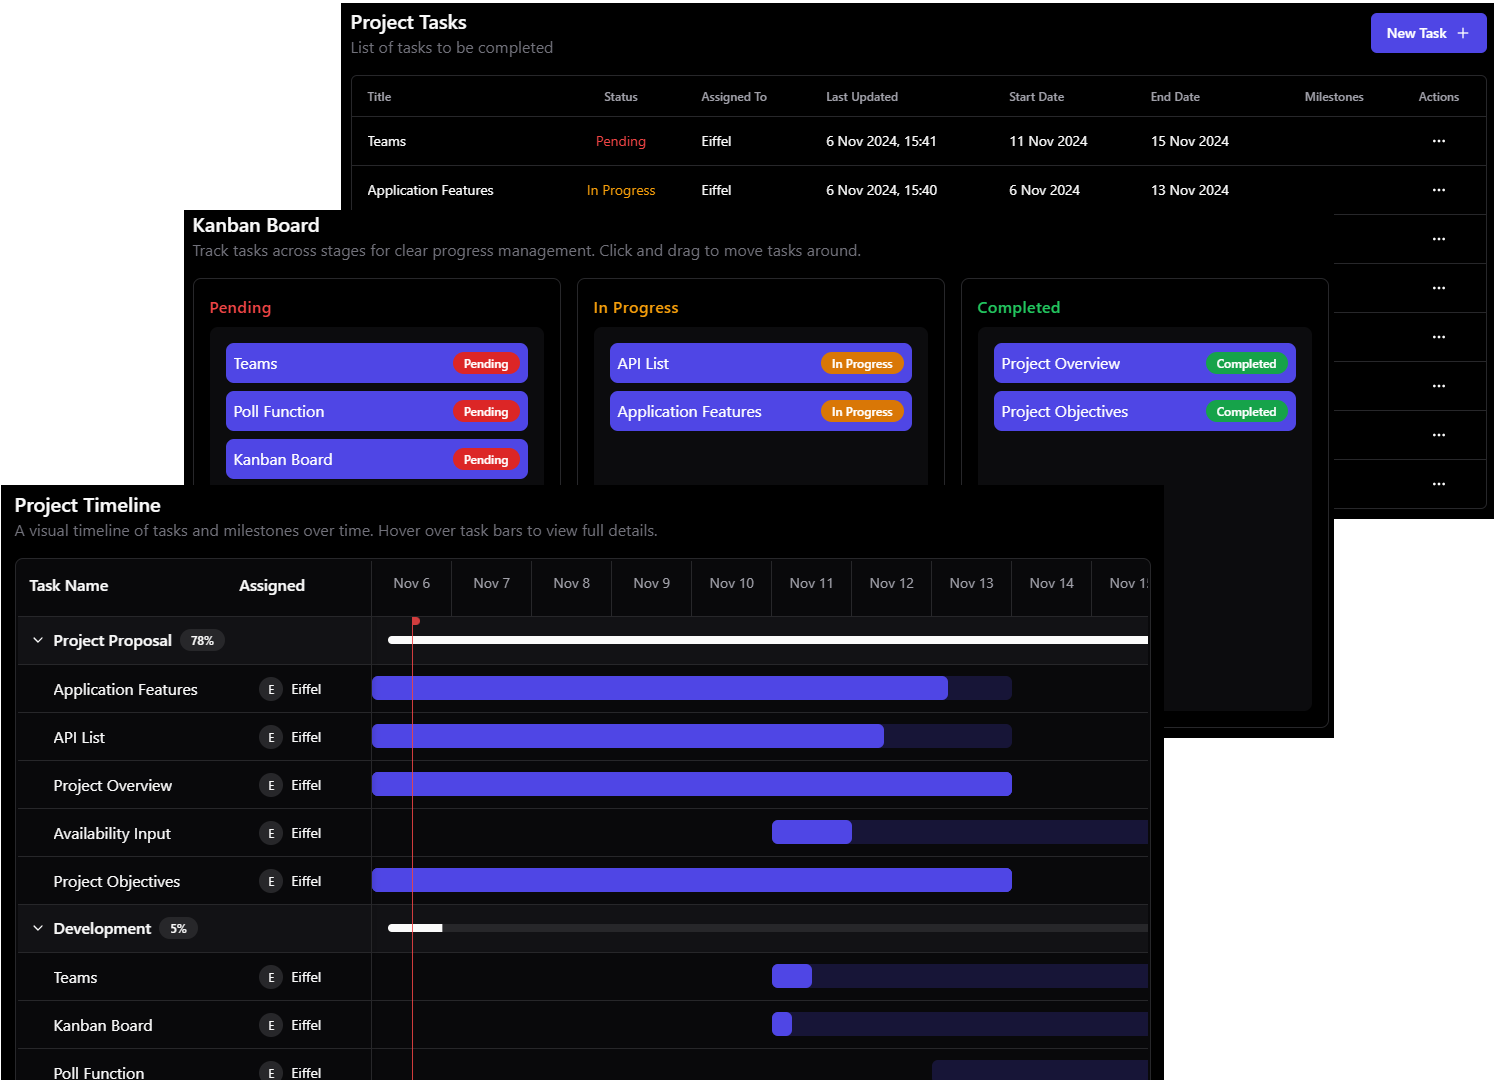 Project Tasks
List of tasks to be completed
New Task +
Title Status Assigned To Last Updated Start Date End Date Milestones Actions
Teams Pending Eiffel 6 Nov 2024, 15:41 11 Nov 2024 15 Nov 2024 ...
Application Features In Progress Eiffel 6 Nov 2024, 15:40 6 Nov 2024 13 Nov 2024 ...
Kanban Board
Track tasks across stages for clear progress management. Click and drag to move tasks around.
Pending In Progress Completed
Teams Pending API List In Progress Project Overview Completed
Poll Function Pending Application Features In Progress Project Objectives Completed
Kanban Board Pending
Project Timeline
A visual timeline of tasks and milestones over time. Hover over task bars to view full details.
Task Name Assigned Nov 6 Nov 7 Nov 8 Nov 9 Nov 10 Nov 11 Nov 12 Nov 13 Nov 14 Nov 15
Project Proposal 78%
Application Features E Eiffel
API List E Eiffel
Project Overview E Eiffel
Availability Input E Eiffel
Project Objectives E Eiffel
Development 5%
Teams E Eiffel
Kanban Board E Eiffel
Poll Function E Eiffel